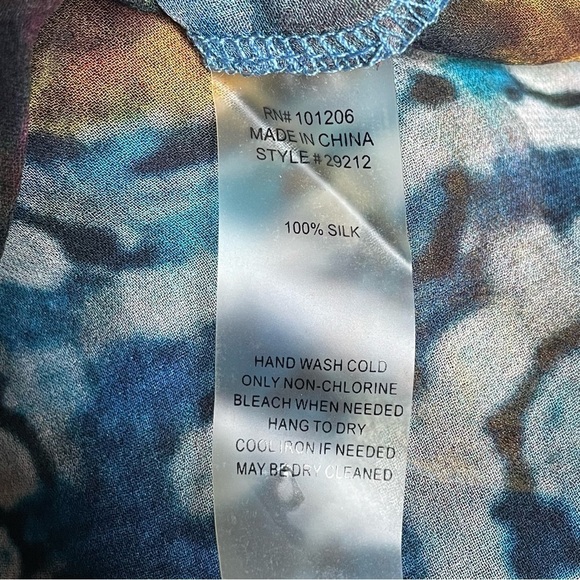 RN# 101206
MADE IN CHINA
STYLE #29212
100% SILK
HAND WASH COLD
ONLY NON-CHLORINE
BLEACH WHEN NEEDED
HANG TO DRY
COOL IRON IF NEEDED
MAY BE DRY CLEANED